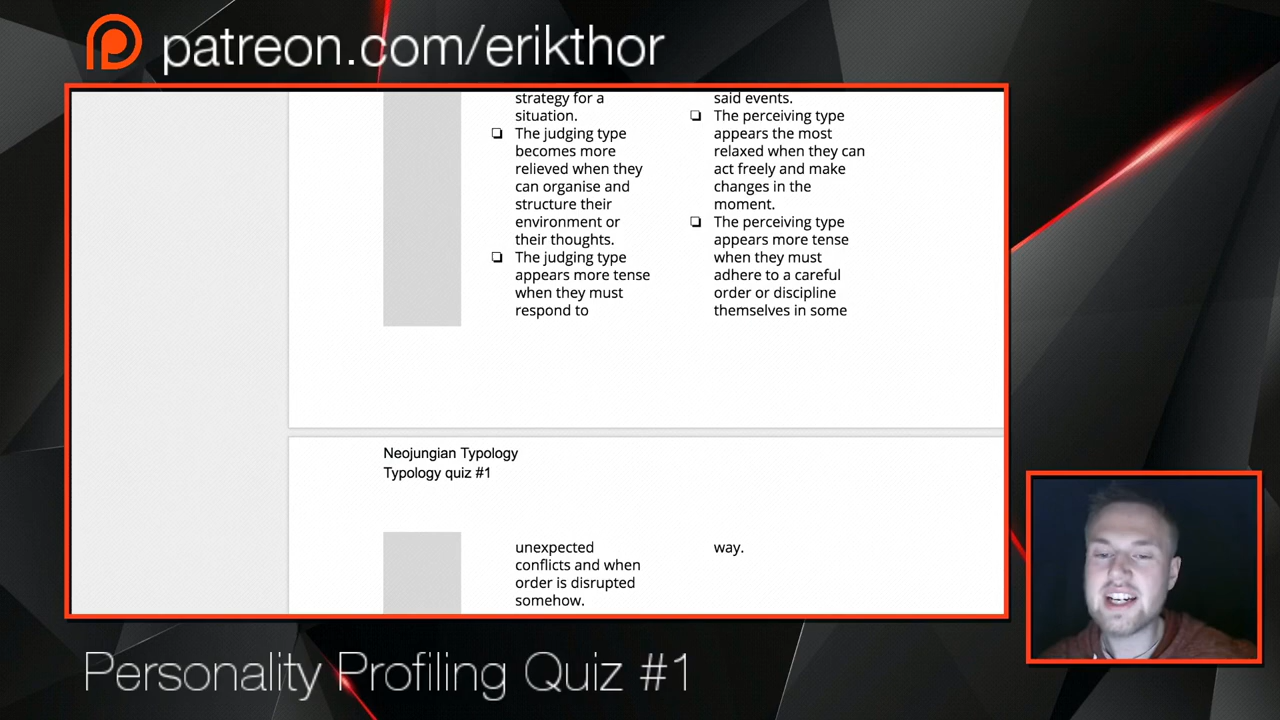 patreon.com/erikthor
strategy for a
situation.
❏ The judging type
becomes more
relieved when they
can organise and
structure their
environment or
their thoughts.
❏ The judging type
appears more tense
when they must
respond to
said events.
❏ The perceiving type
appears the most
relaxed when they can
act freely and make
changes in the
moment.
❏ The perceiving type
appears more tense
when they must
adhere to a careful
order or discipline
themselves in some
Neojungian Typology
Typology quiz #1
unexpected
conflicts and when
order is disrupted
somehow.
way.
Personality Profiling Quiz #1